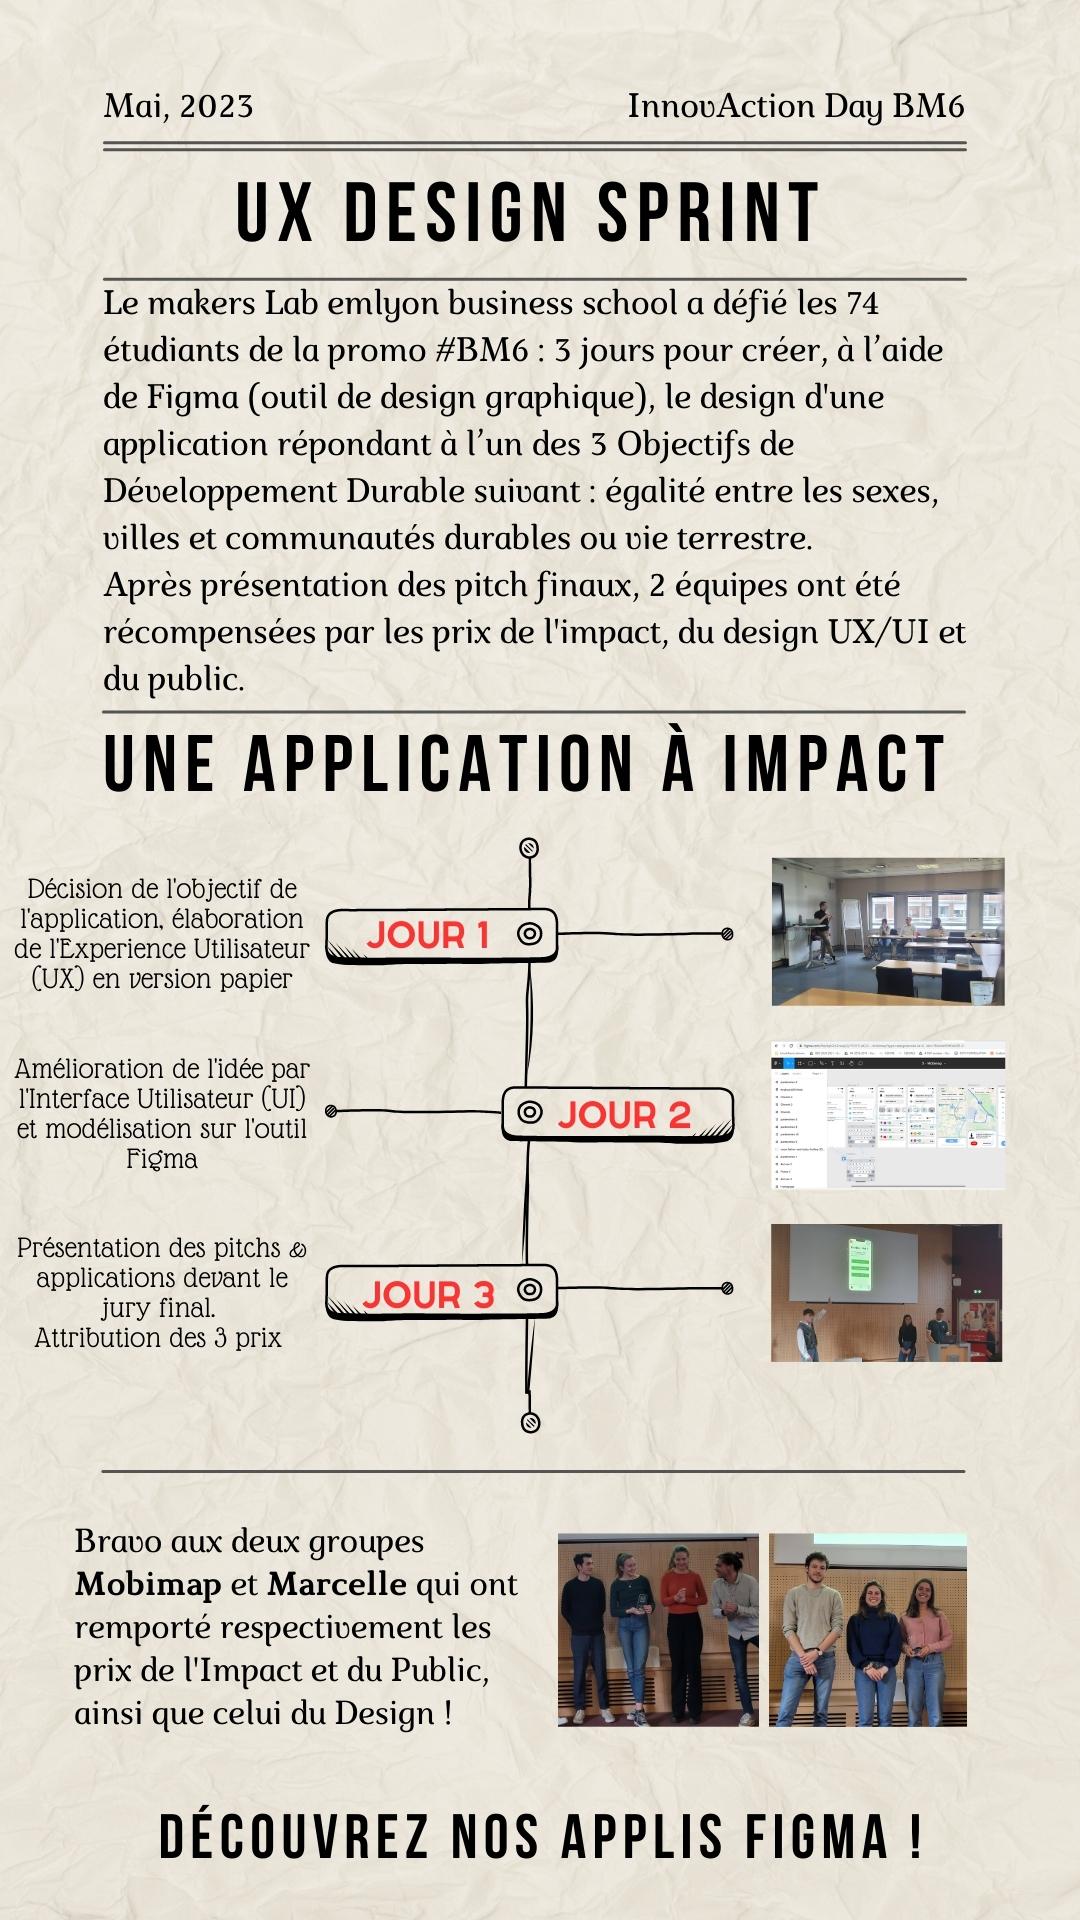 Mai, 2023
InnovAction Day BM6
UX DESIGN SPRINT
Le makers Lab emlyon business school a défié les 74
étudiants de la promo #BM6 : 3 jours pour créer, à l’aide
de Figma (outil de design graphique), le design d'une
application répondant à l’un des 3 Objectifs de
Développement Durable suivant : égalité entre les sexes,
villes et communautés durables ou vie terrestre.
Après présentation des pitch finaux, 2 équipes ont été
récompensées par les prix de l'impact, du design UX/UI et
du public.
UNE APPLICATION À IMPACT
Décision de l'objectif de
l'application, élaboration
de l'Experience Utilisateur
(UX) en version papier
JOUR 1
Amélioration de l'idée par
l'Interface Utilisateur (UI)
et modélisation sur l'outil
Figma
JOUR 2
Présentation des pitchs &
applications devant le
jury final.
Attribution des 3 prix
JOUR 3
Bravo aux deux groupes
Mobimap et Marcelle qui ont
remporté respectivement les
prix de l'Impact et du Public,
ainsi que celui du Design !
DÉCOUVREZ NOS APPLIS FIGMA !